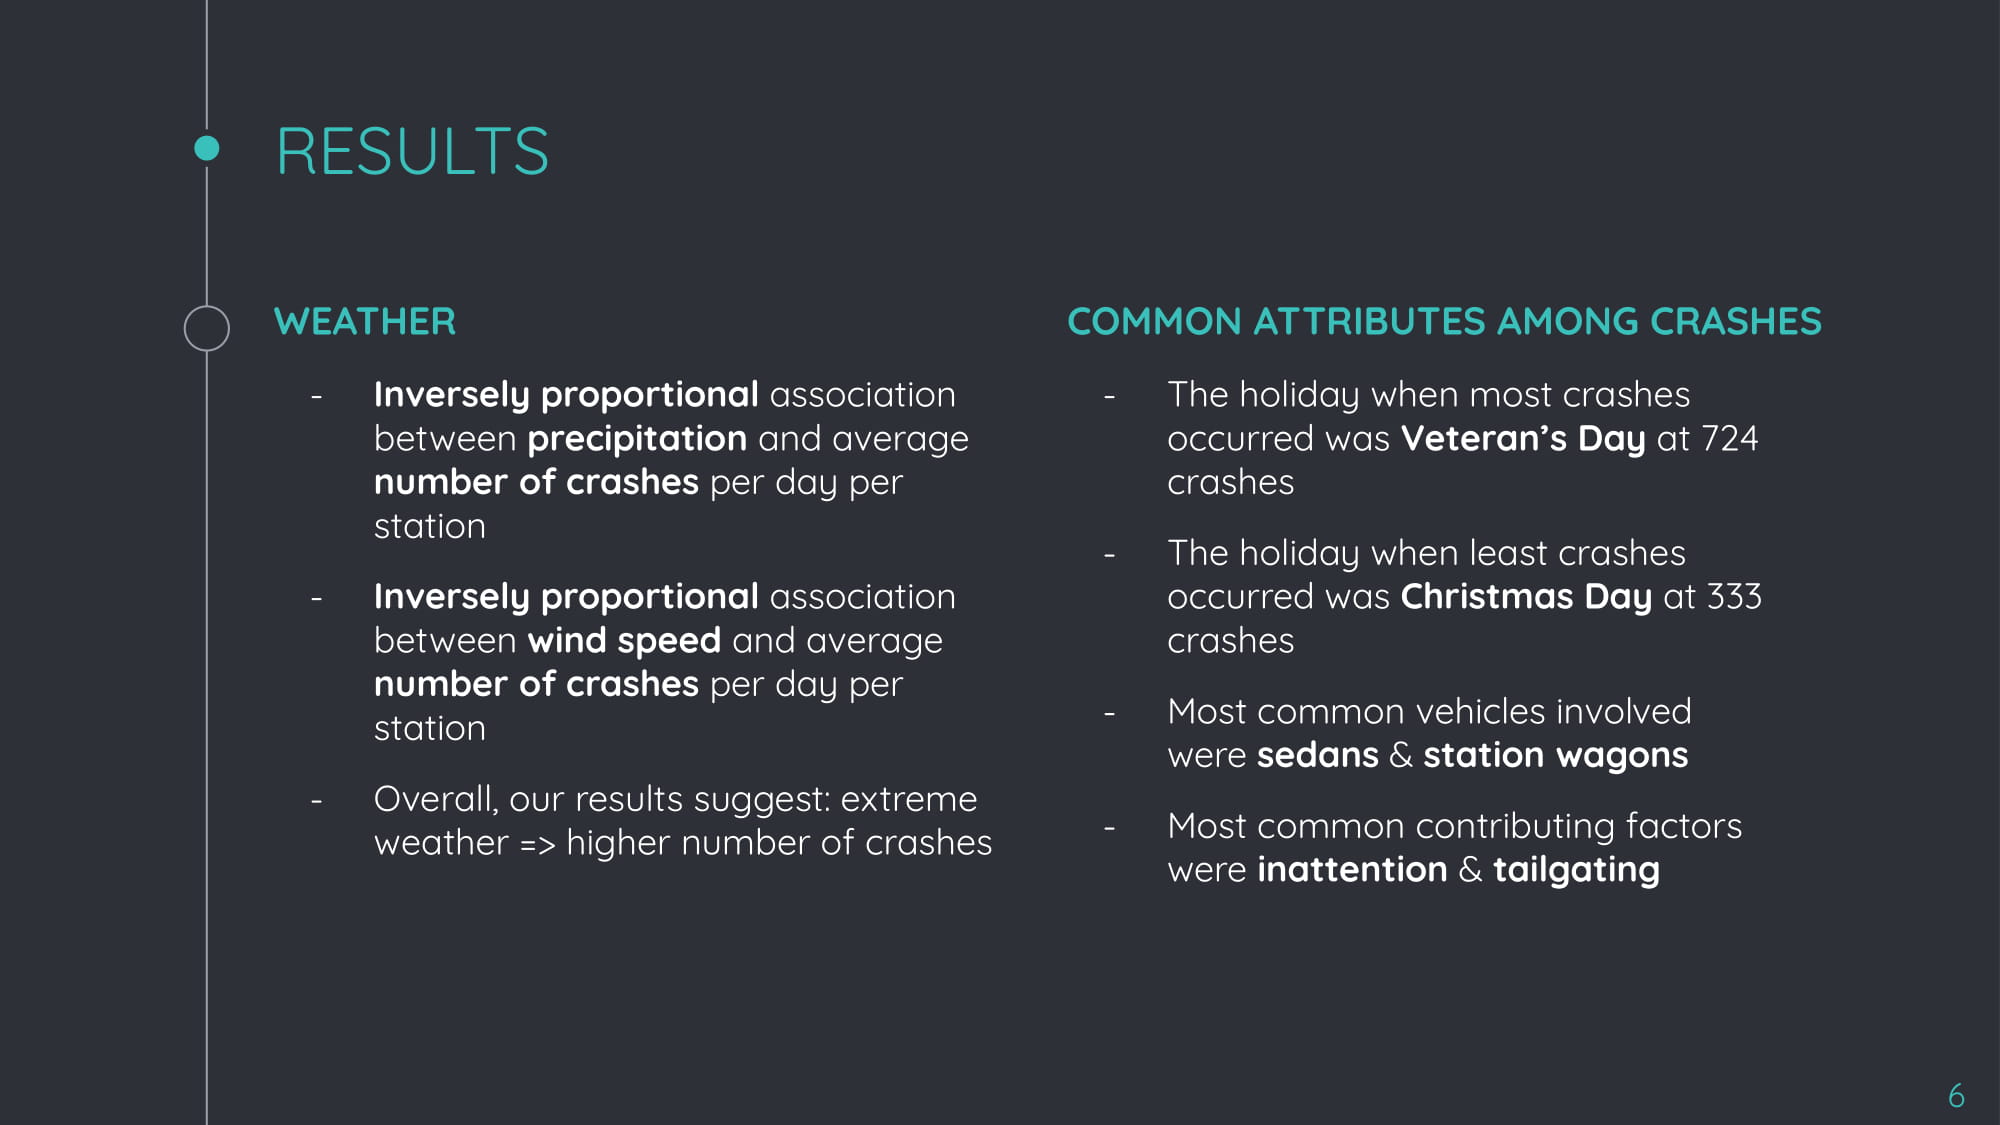 RESULTS
WEATHER
- Inversely proportional association
between precipitation and average
number of crashes per day per
station
- Inversely proportional association
between wind speed and average
number of crashes per day per
station
- Overall, our results suggest: extreme
weather => higher number of crashes
COMMON ATTRIBUTES AMONG CRASHES
- The holiday when most crashes
occurred was Veteran’s Day at 724
crashes
- The holiday when least crashes
occurred was Christmas Day at 333
crashes
- Most common vehicles involved
were sedans & station wagons
- Most common contributing factors
were inattention & tailgating
6